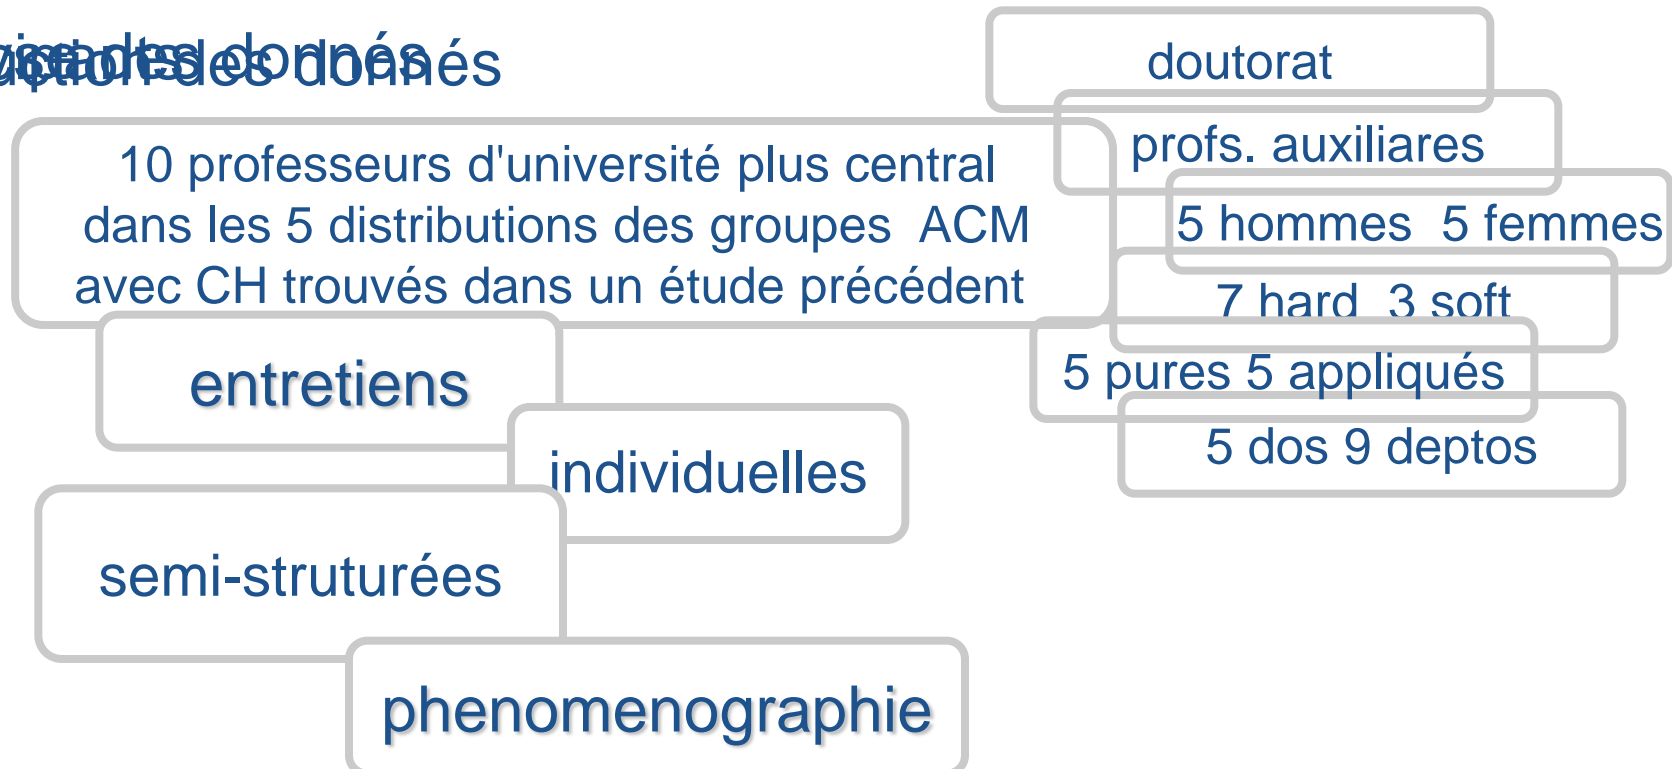 des donnés
doutorat
10 professeurs d'université plus central
dans les 5 distributions des groupes ACM
avec CH trouvés dans un étude précédent
profs. auxiliares
5 hommes 5 femmes
7 hard 3 soft
5 pures 5 appliqués
5 dos 9 deptos
entretiens
individuelles
semi-struturées
phenomenographie